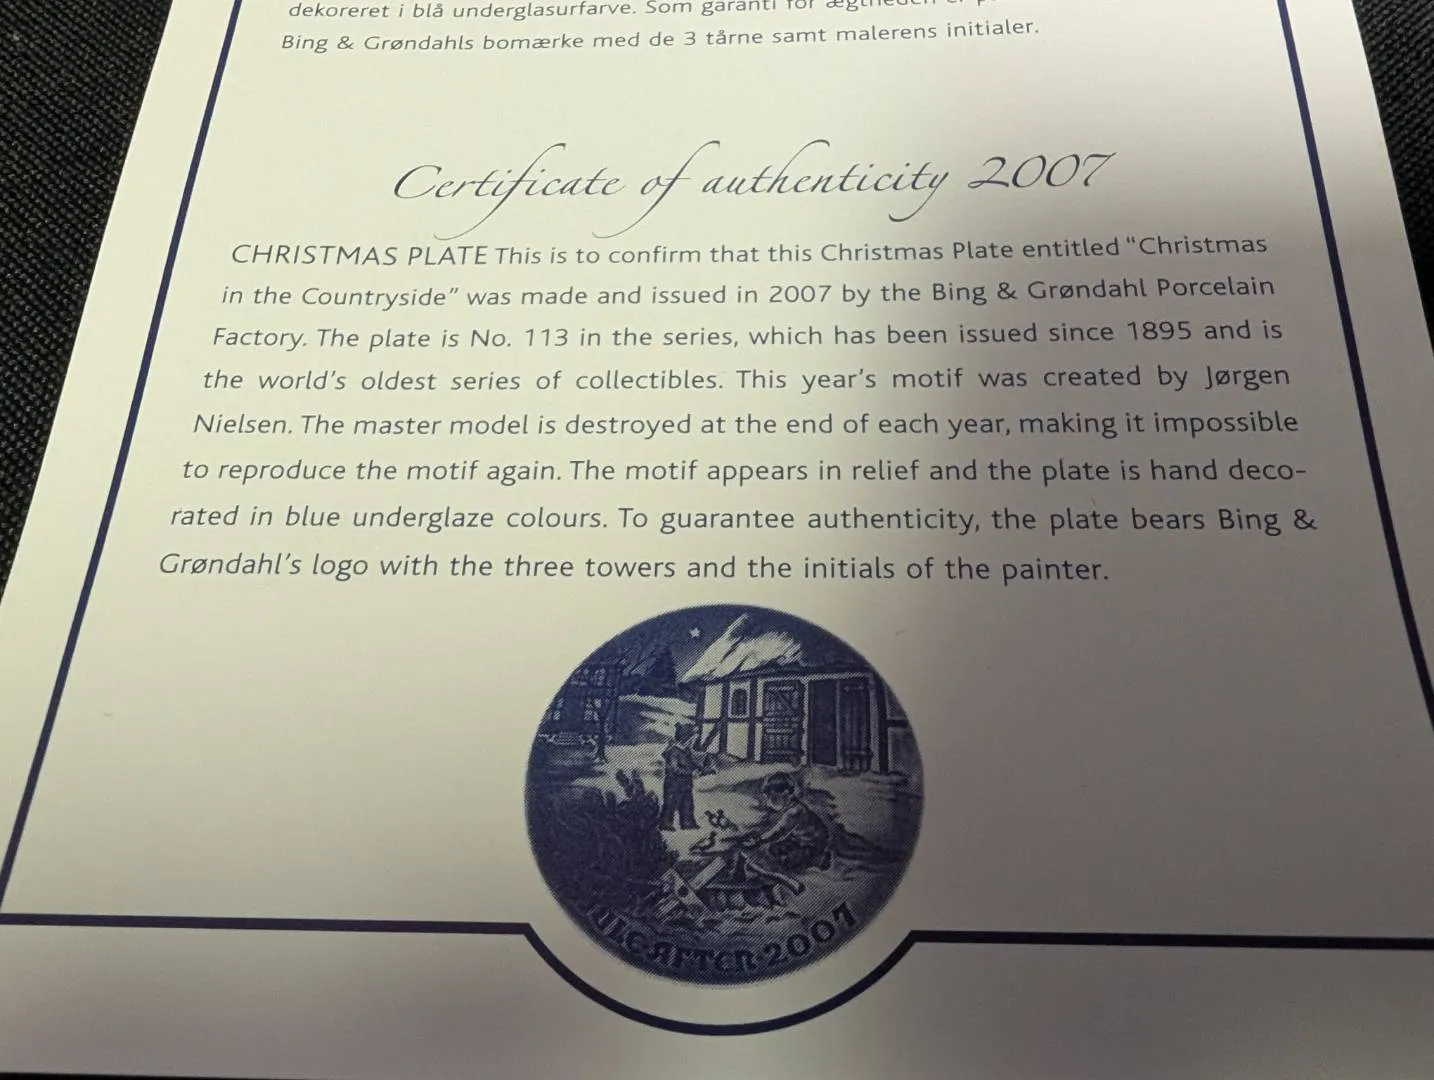 dekoreret i blå underglasurfarve. Som garanti for
Bing & Grøndahls bomærke med de 3 tårne samt malerens initialer.
Certificate of authenticity 2007
CHRISTMAS PLATE This is to confirm that this Christmas Plate entitled "Christmas
in the Countryside" was made and issued in 2007 by the Bing & Grøndahl Porcelain
Factory. The plate is No. 113 in the series, which has been issued since 1895 and is
the world's oldest series of collectibles. This year's motif was created by Jørgen
Nielsen. The master model is destroyed at the end of each year, making it impossible
to reproduce the motif again. The motif appears in relief and the plate is hand deco-
rated in blue underglaze colours. To guarantee authenticity, the plate bears Bing &
Grøndahl's logo with the three towers and the initials of the painter.
JULE AFTEN 2007